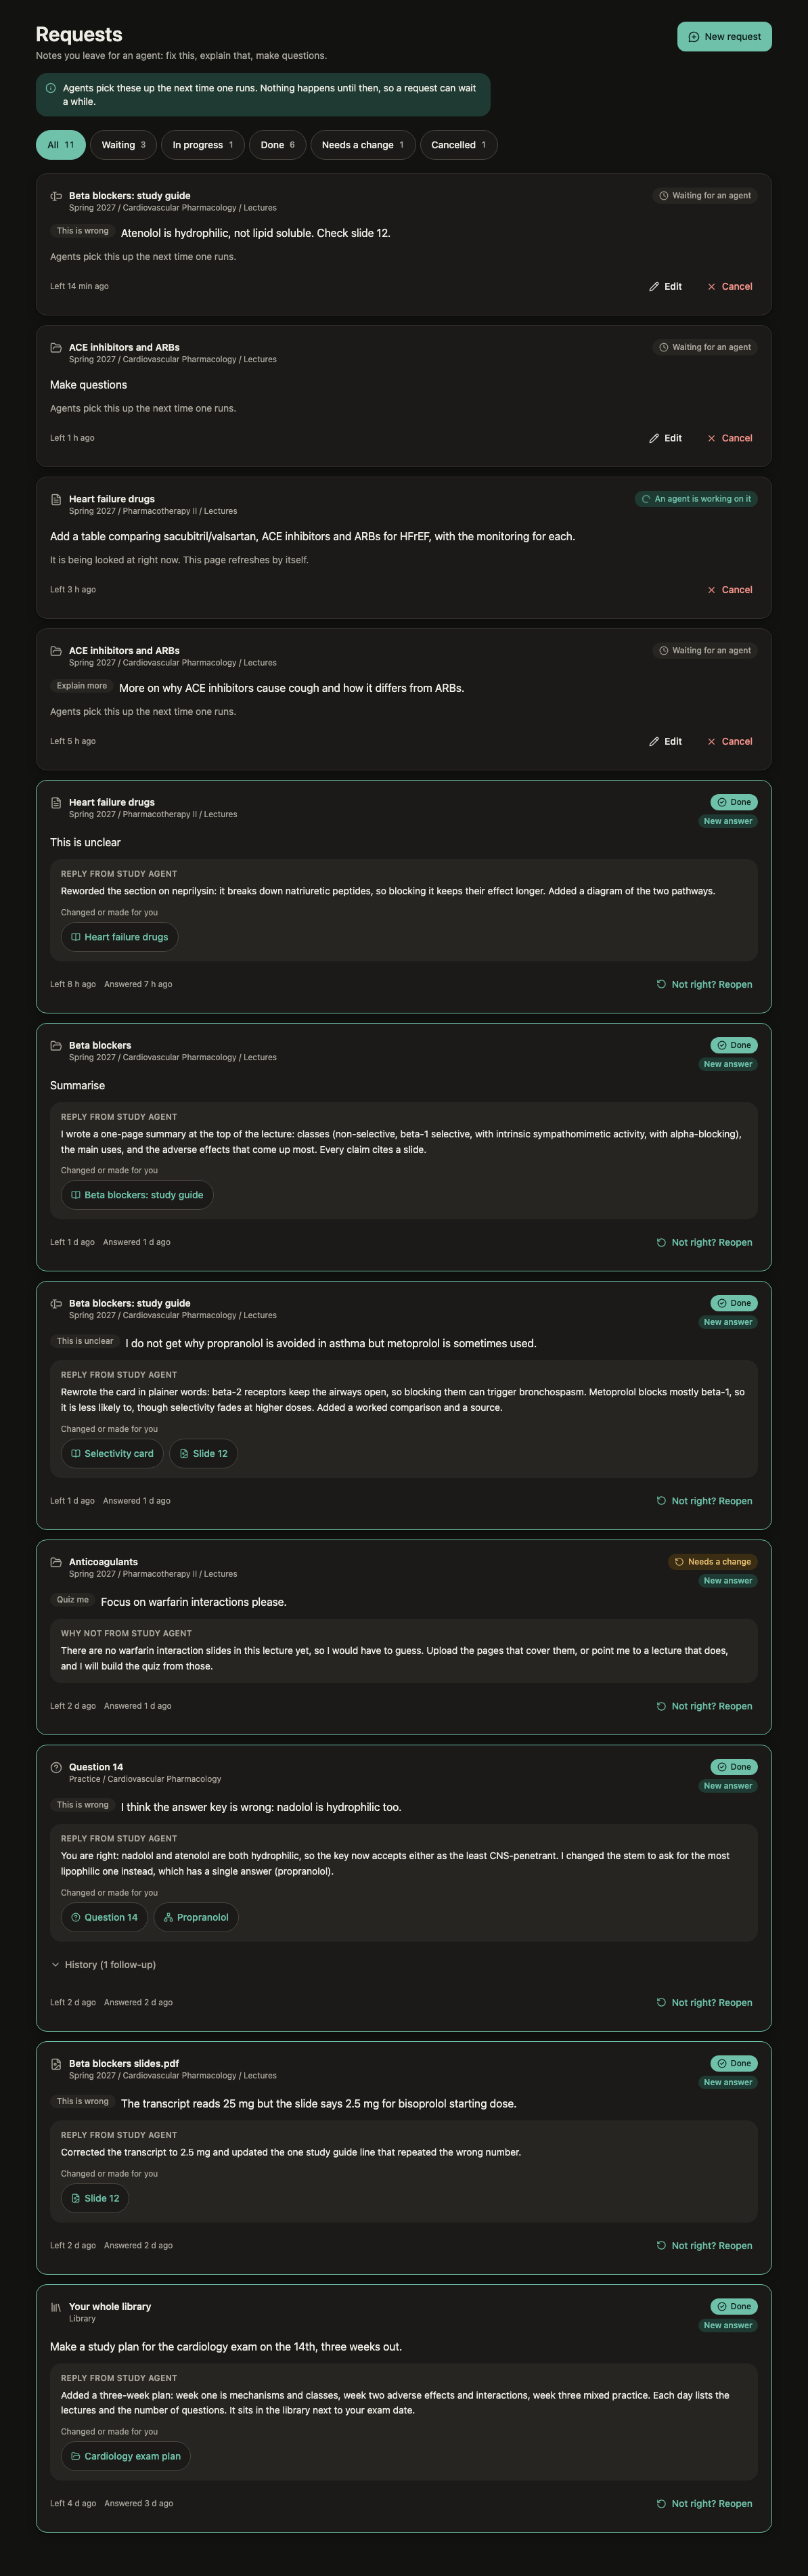 Requests
New request
Notes you leave for an agent: fix this, explain that, make questions.
Agents pick these up the next time one runs. Nothing happens until then, so a request can wait
a while.
All 11
Waiting 3
In progress 1
Done 6
Needs a change 1
Cancelled 1
Beta blockers: study guide
Waiting for an agent
Spring 2027 / Cardiovascular Pharmacology / Lectures
This is wrong Atenolol is hydrophilic, not lipid soluble. Check slide 12.
Agents pick this up the next time one runs.
Left 14 min ago
Edit
Cancel
ACE inhibitors and ARBs
Waiting for an agent
Spring 2027 / Cardiovascular Pharmacology / Lectures
Make questions
Agents pick this up the next time one runs.
Left 1 h ago
Edit
Cancel
Heart failure drugs
An agent is working on it
Spring 2027 / Pharmacotherapy II / Lectures
Add a table comparing sacubitril/valsartan, ACE inhibitors and ARBs for HFrEF, with the monitoring for each.
It is being looked at right now. This page refreshes by itself.
Left 3 h ago
Cancel
ACE inhibitors and ARBs
Waiting for an agent
Spring 2027 / Cardiovascular Pharmacology / Lectures
Explain more More on why ACE inhibitors cause cough and how it differs from ARBs.
Agents pick this up the next time one runs.
Left 5 h ago
Edit
Cancel
Heart failure drugs
Done
Spring 2027 / Pharmacotherapy II / Lectures
New answer
This is unclear
REPLY FROM STUDY AGENT
Reworded the section on neprilysin: it breaks down natriuretic peptides, so blocking it keeps their effect longer. Added a diagram of the two pathways.
Changed or made for you
Heart failure drugs
Left 8 h ago Answered 7 h ago
Not right? Reopen
Beta blockers
Done
Spring 2027 / Cardiovascular Pharmacology / Lectures
New answer
Summarise
REPLY FROM STUDY AGENT
I wrote a one-page summary at the top of the lecture: classes (non-selective, beta-1 selective, with intrinsic sympathomimetic activity, with alpha-blocking),
the main uses, and the adverse effects that come up most. Every claim cites a slide.
Changed or made for you
Beta blockers: study guide
Left 1 d ago Answered 1 d ago
Not right? Reopen
Beta blockers: study guide
Done
Spring 2027 / Cardiovascular Pharmacology / Lectures
New answer
This is unclear I do not get why propranolol is avoided in asthma but metoprolol is sometimes used.
REPLY FROM STUDY AGENT
Rewrote the card in plainer words: beta-2 receptors keep the airways open, so blocking them can trigger bronchospasm. Metoprolol blocks mostly beta-1, so
it is less likely to, though selectivity fades at higher doses. Added a worked comparison and a source.
Changed or made for you
Selectivity card
Slide 12
Left 1 d ago Answered 1 d ago
Not right? Reopen
Anticoagulants
Needs a change
Spring 2027 / Pharmacotherapy II / Lectures
New answer
Quiz me Focus on warfarin interactions please.
WHY NOT FROM STUDY AGENT
There are no warfarin interaction slides in this lecture yet, so I would have to guess. Upload the pages that cover them, or point me to a lecture that does,
and I will build the quiz from those.
Left 2 d ago Answered 1 d ago
Not right? Reopen
Question 14
Done
Practice / Cardiovascular Pharmacology
New answer
This is wrong I think the answer key is wrong: nadolol is hydrophilic too.
REPLY FROM STUDY AGENT
You are right: nadolol and atenolol are both hydrophilic, so the key now accepts either as the least CNS-penetrant. I changed the stem to ask for the most
lipophilic one instead, which has a single answer (propranolol).
Changed or made for you
Question 14
Propranolol
History (1 follow-up)
Left 2 d ago Answered 2 d ago
Not right? Reopen
Beta blockers slides.pdf
Done
Spring 2027 / Cardiovascular Pharmacology / Lectures
New answer
This is wrong The transcript reads 25 mg but the slide says 2.5 mg for bisoprolol starting dose.
REPLY FROM STUDY AGENT
Corrected the transcript to 2.5 mg and updated the one study guide line that repeated the wrong number.
Changed or made for you
Slide 12
Left 2 d ago Answered 2 d ago
Not right? Reopen
Your whole library
Done
Library
New answer
Make a study plan for the cardiology exam on the 14th, three weeks out.
REPLY FROM STUDY AGENT
Added a three-week plan: week one is mechanisms and classes, week two adverse effects and interactions, week three mixed practice. Each day lists the
lectures and the number of questions. It sits in the library next to your exam date.
Changed or made for you
Cardiology exam plan
Left 4 d ago Answered 3 d ago
Not right? Reopen